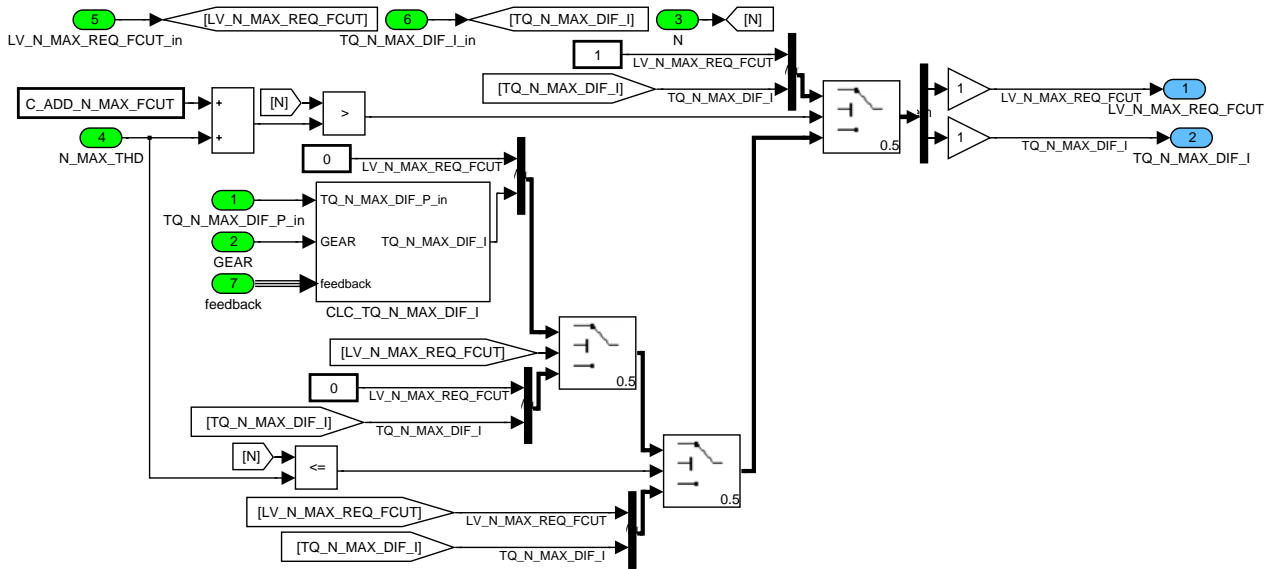 5
[LV_N_MAX_REQ_FCUT]
6
[TQ_N_MAX_DIF_I]
3
[N]
LV_N_MAX_REQ_FCUT_in
TQ_N_MAX_DIF_I_in
N
1
LV_N_MAX_REQ_FCUT
[TQ_N_MAX_DIF_I]
TQ_N_MAX_DIF_I
C_ADD_N_MAX_FCUT
+
+
[N]
>
4
N_MAX_THD
0.5
1
LV_N_MAX_REQ_FCUT
1
LV_N_MAX_REQ_FCUT
1
TQ_N_MAX_DIF_I
2
TQ_N_MAX_DIF_I
0
LV_N_MAX_REQ_FCUT
1
TQ_N_MAX_DIF_P_in
TQ_N_MAX_DIF_P_in
2
GEAR
GEAR
TQ_N_MAX_DIF_I
7
feedback
feedback
CLC_TQ_N_MAX_DIF_I
[LV_N_MAX_REQ_FCUT]
0.5
0
LV_N_MAX_REQ_FCUT
[TQ_N_MAX_DIF_I]
TQ_N_MAX_DIF_I
[N]
<=
0.5
[LV_N_MAX_REQ_FCUT]
LV_N_MAX_REQ_FCUT
[TQ_N_MAX_DIF_I]
TQ_N_MAX_DIF_I